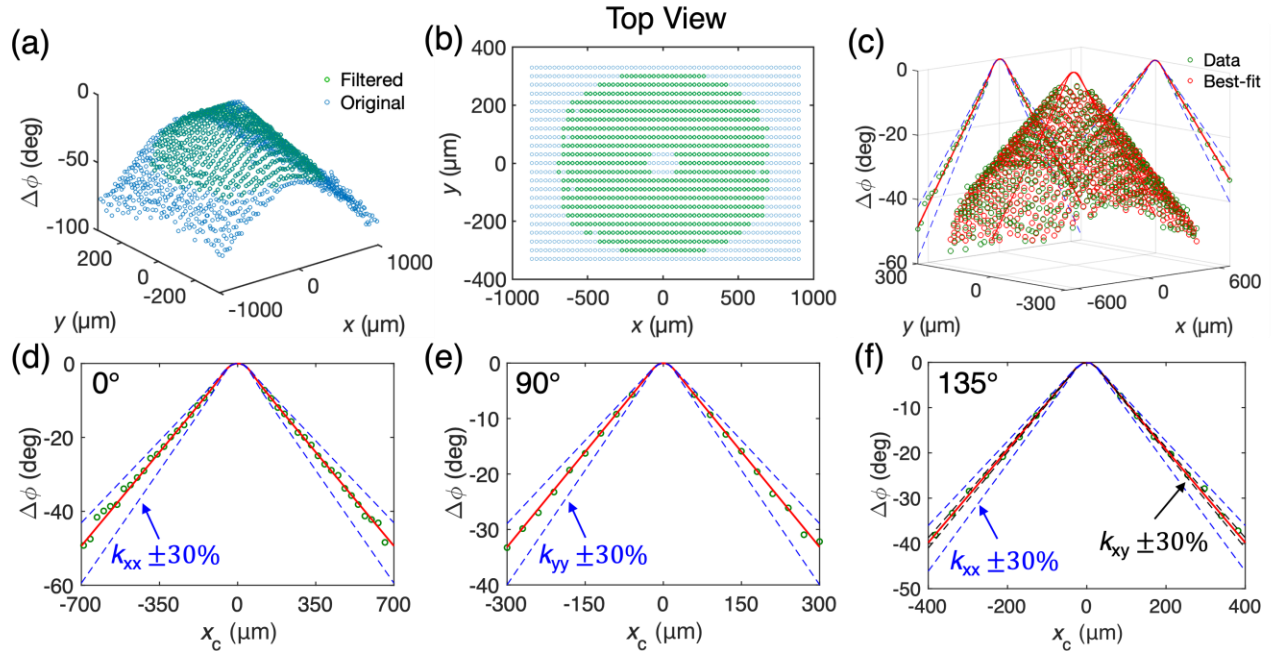 Top View
(a)
Filtered
Original
0
-50
-100
Δϕ (deg)
200
0
-200
y (µm)
-1000
0
1000
x (µm)
(b)
400
300
200
100
0
-100
-200
-300
-400
y (µm)
-1000
-500
0
500
1000
x (µm)
(c)
Data
Best-fit
0
-20
-40
-60
Δϕ (deg)
300
0
-300
y (µm)
-600
0
600
x (µm)
(d)
0°
0
-20
-40
-60
Δϕ (deg)
kxx ±30%
-700
-350
0
350
700
xc (µm)
(e)
90°
0
-10
-20
-30
-40
Δϕ (deg)
kyy ±30%
-300
-150
0
150
300
xc (µm)
(f)
135°
0
-10
-20
-30
-40
-50
Δϕ (deg)
kxx ±30%
kxy ±30%
-400
-200
0
200
400
xc (µm)